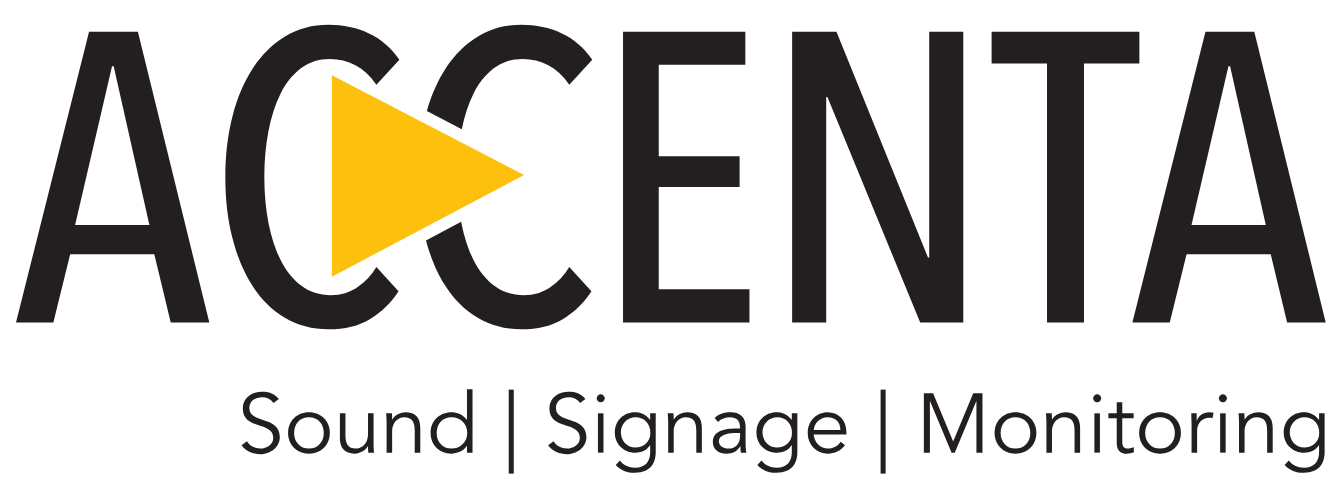 ACCENTA
Sound | Signage | Monitoring